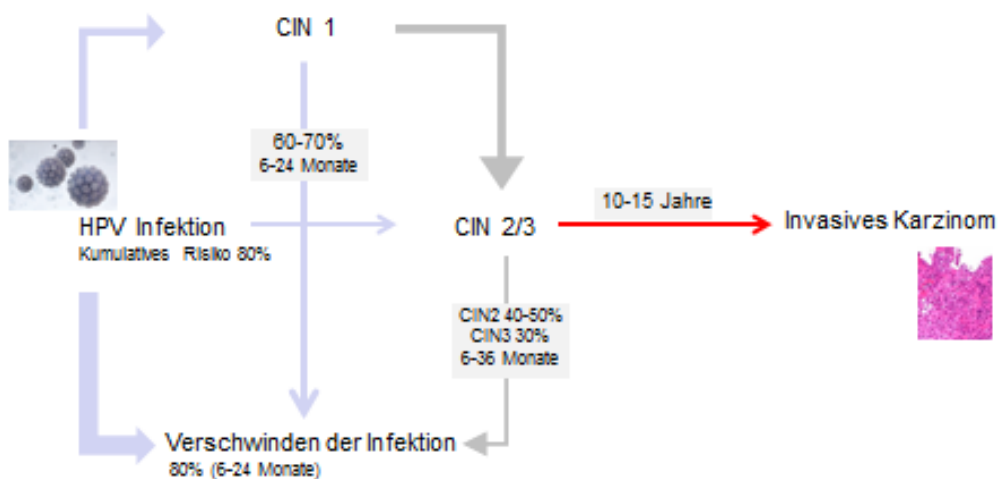 CIN 1
60-70%
6-24 Monate
HPV Infektion
Kumulatives Risiko 80%
CIN 2/3
10-15 Jahre
Invasives Karzinom
CIN2 40-50%
CIN3 30%
6-36 Monate
Verschwinden der Infektion
80% (6-24 Monate)